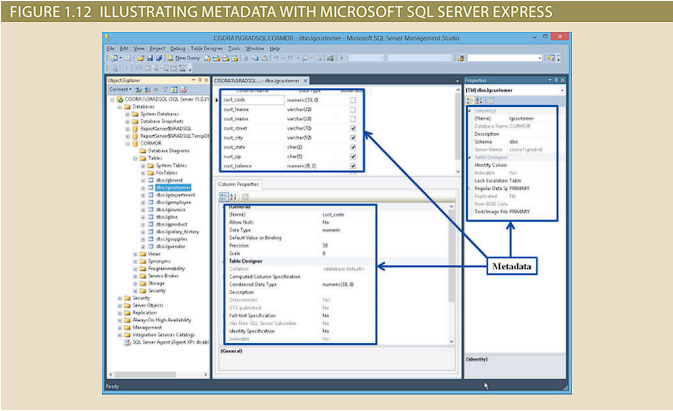 FIGURE 1.12 ILLUSTRATING METADATA WITH MICROSOFT SQL SERVER EXPRESS
CISORA1\GRADSQL.CORMOR - dbo.lgcustomer - Microsoft SQL Server Management Studio
File Edit View Project Debug Table Designer Tools Window Help
New Query
Object Explorer
Connect
CISORA1\GRADSQL (SQL Server 11.0.21
Databases
System Databases
Database Snapshots
ReportServer$GRADSQL
ReportServer$GRADSQLTempDB
CORMOR
Database Diagrams
Tables
System Tables
FileTables
dbo.lgbrand
dbo.lgcustomer
dbo.lgdepartment
dbo.lgemployee
dbo.lginvoice
dbo.lgline
dbo.lgproduct
dbo.lgsalary_history
dbo.lgsupplies
dbo.lgvendor
Views
Synonyms
Programmability
Service Broker
Storage
Security
Security
Server Objects
Replication
AlwaysOn High Availability
Management
Integration Services Catalogs
SQL Server Agent (Agent XPs disabl
CISORA1\GRADSQL....- dbo.lgcustomer
Column Name Data Type Allow Nulls
cust_code numeric(38, 0)
cust_fname varchar(20)
cust_lname varchar(20)
cust_street varchar(70)
cust_city varchar(50)
cust_state char(2)
cust_zip char(5)
cust_balance numeric(8, 2)
Column Properties
(General)
(Name) cust_code
Allow Nulls No
Data Type numeric
Default Value or Binding
Precision 38
Scale 0
Table Designer
Collation <database default>
Computed Column Specification
Condensed Data Type numeric(38, 0)
Description
Deterministic Yes
DTS-published No
Full-text Specification No
Has Non-SQL Server Subscriber No
Identity Specification No
Indexable Yes
(General)
Properties
[Tbl] dbo.lgcustomer
(Identity)
(Name) lgcustomer
Database Name CORMOR
Description
Schema dbo
Server Name cisora1\gradsql
Table Designer
Identity Column
Indexable Yes
Lock Escalation Table
Regular Data Sp PRIMARY
Replicated No
Row GUID Colu
Text/Image File PRIMARY
Metadata
(Identity)
Ready